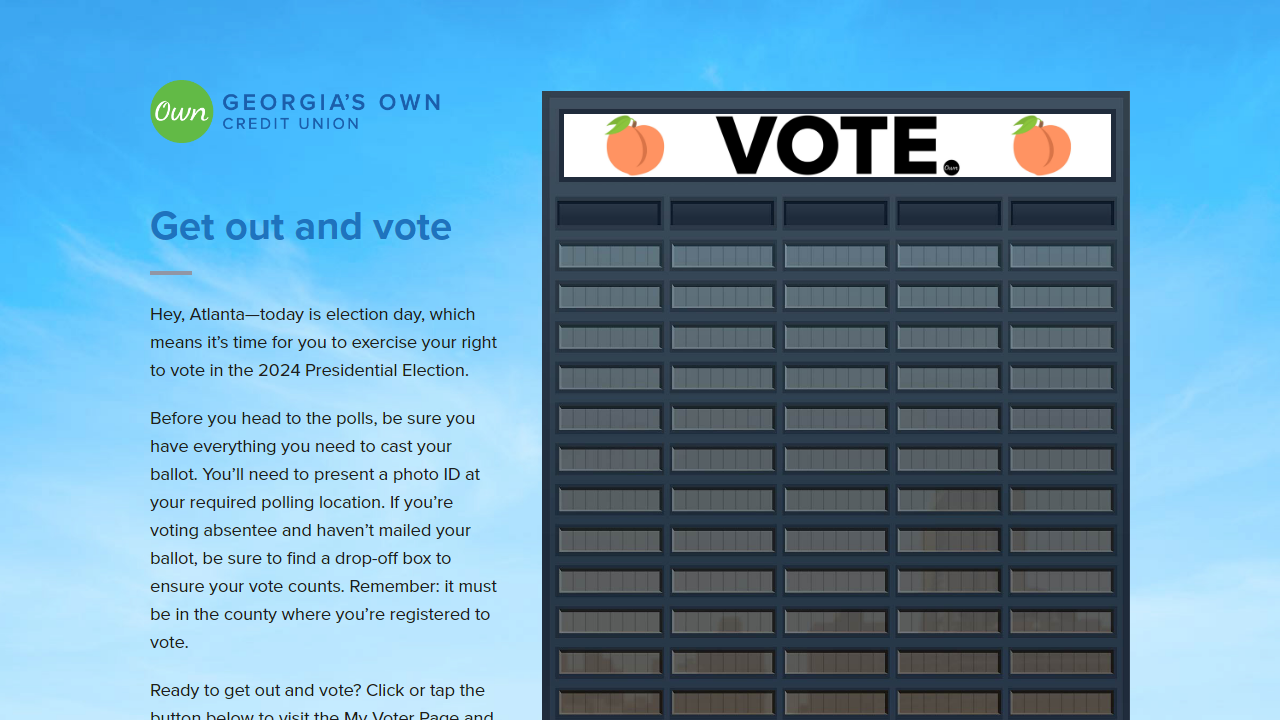 Own
GEORGIA'S OWN
CREDIT UNION
VOTE.
Own
Get out and vote
Hey, Atlanta—today is election day, which
means it’s time for you to exercise your right
to vote in the 2024 Presidential Election.
Before you head to the polls, be sure you
have everything you need to cast your
ballot. You’ll need to present a photo ID at
your required polling location. If you’re
voting absentee and haven’t mailed your
ballot, be sure to find a drop-off box to
ensure your vote counts. Remember: it must
be in the county where you’re registered to
vote.
Ready to get out and vote? Click or tap the
button below to visit the My Voter Page and